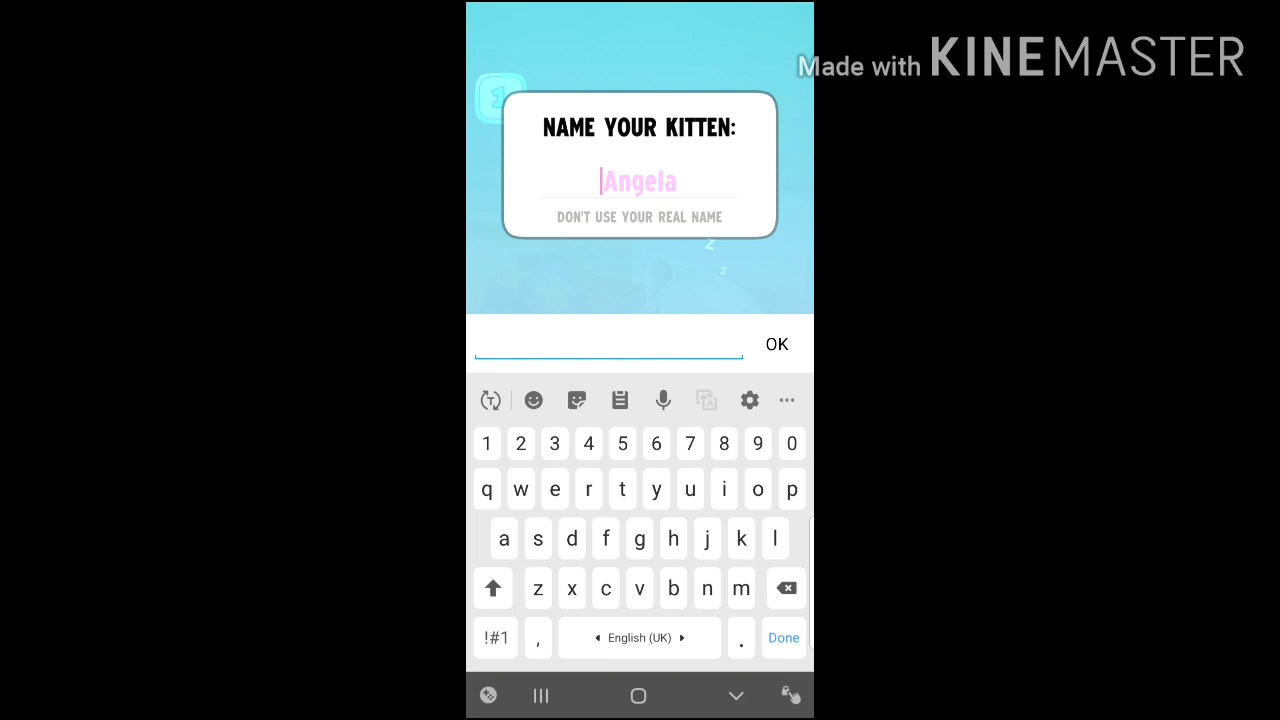 Made with KINEMASTER
1
NAME YOUR KITTEN:
Angela
DON'T USE YOUR REAL NAME
z
z
OK
T
A
1 2 3 4 5 6 7 8 9 0
q w e r t y u i o p
a s d f g h j k l
z x c v b n m
!#1 , English (UK) . Done